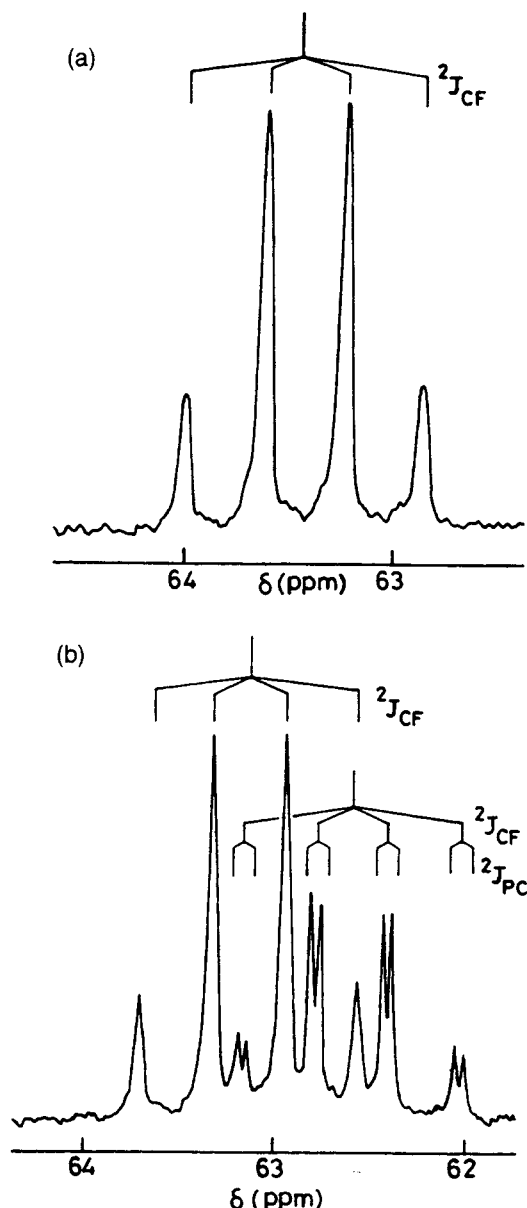 (a)
²J_CF
64 63
δ (ppm)
(b)
²J_CF
²J_CF
²J_PC
64 63 62
δ (ppm)